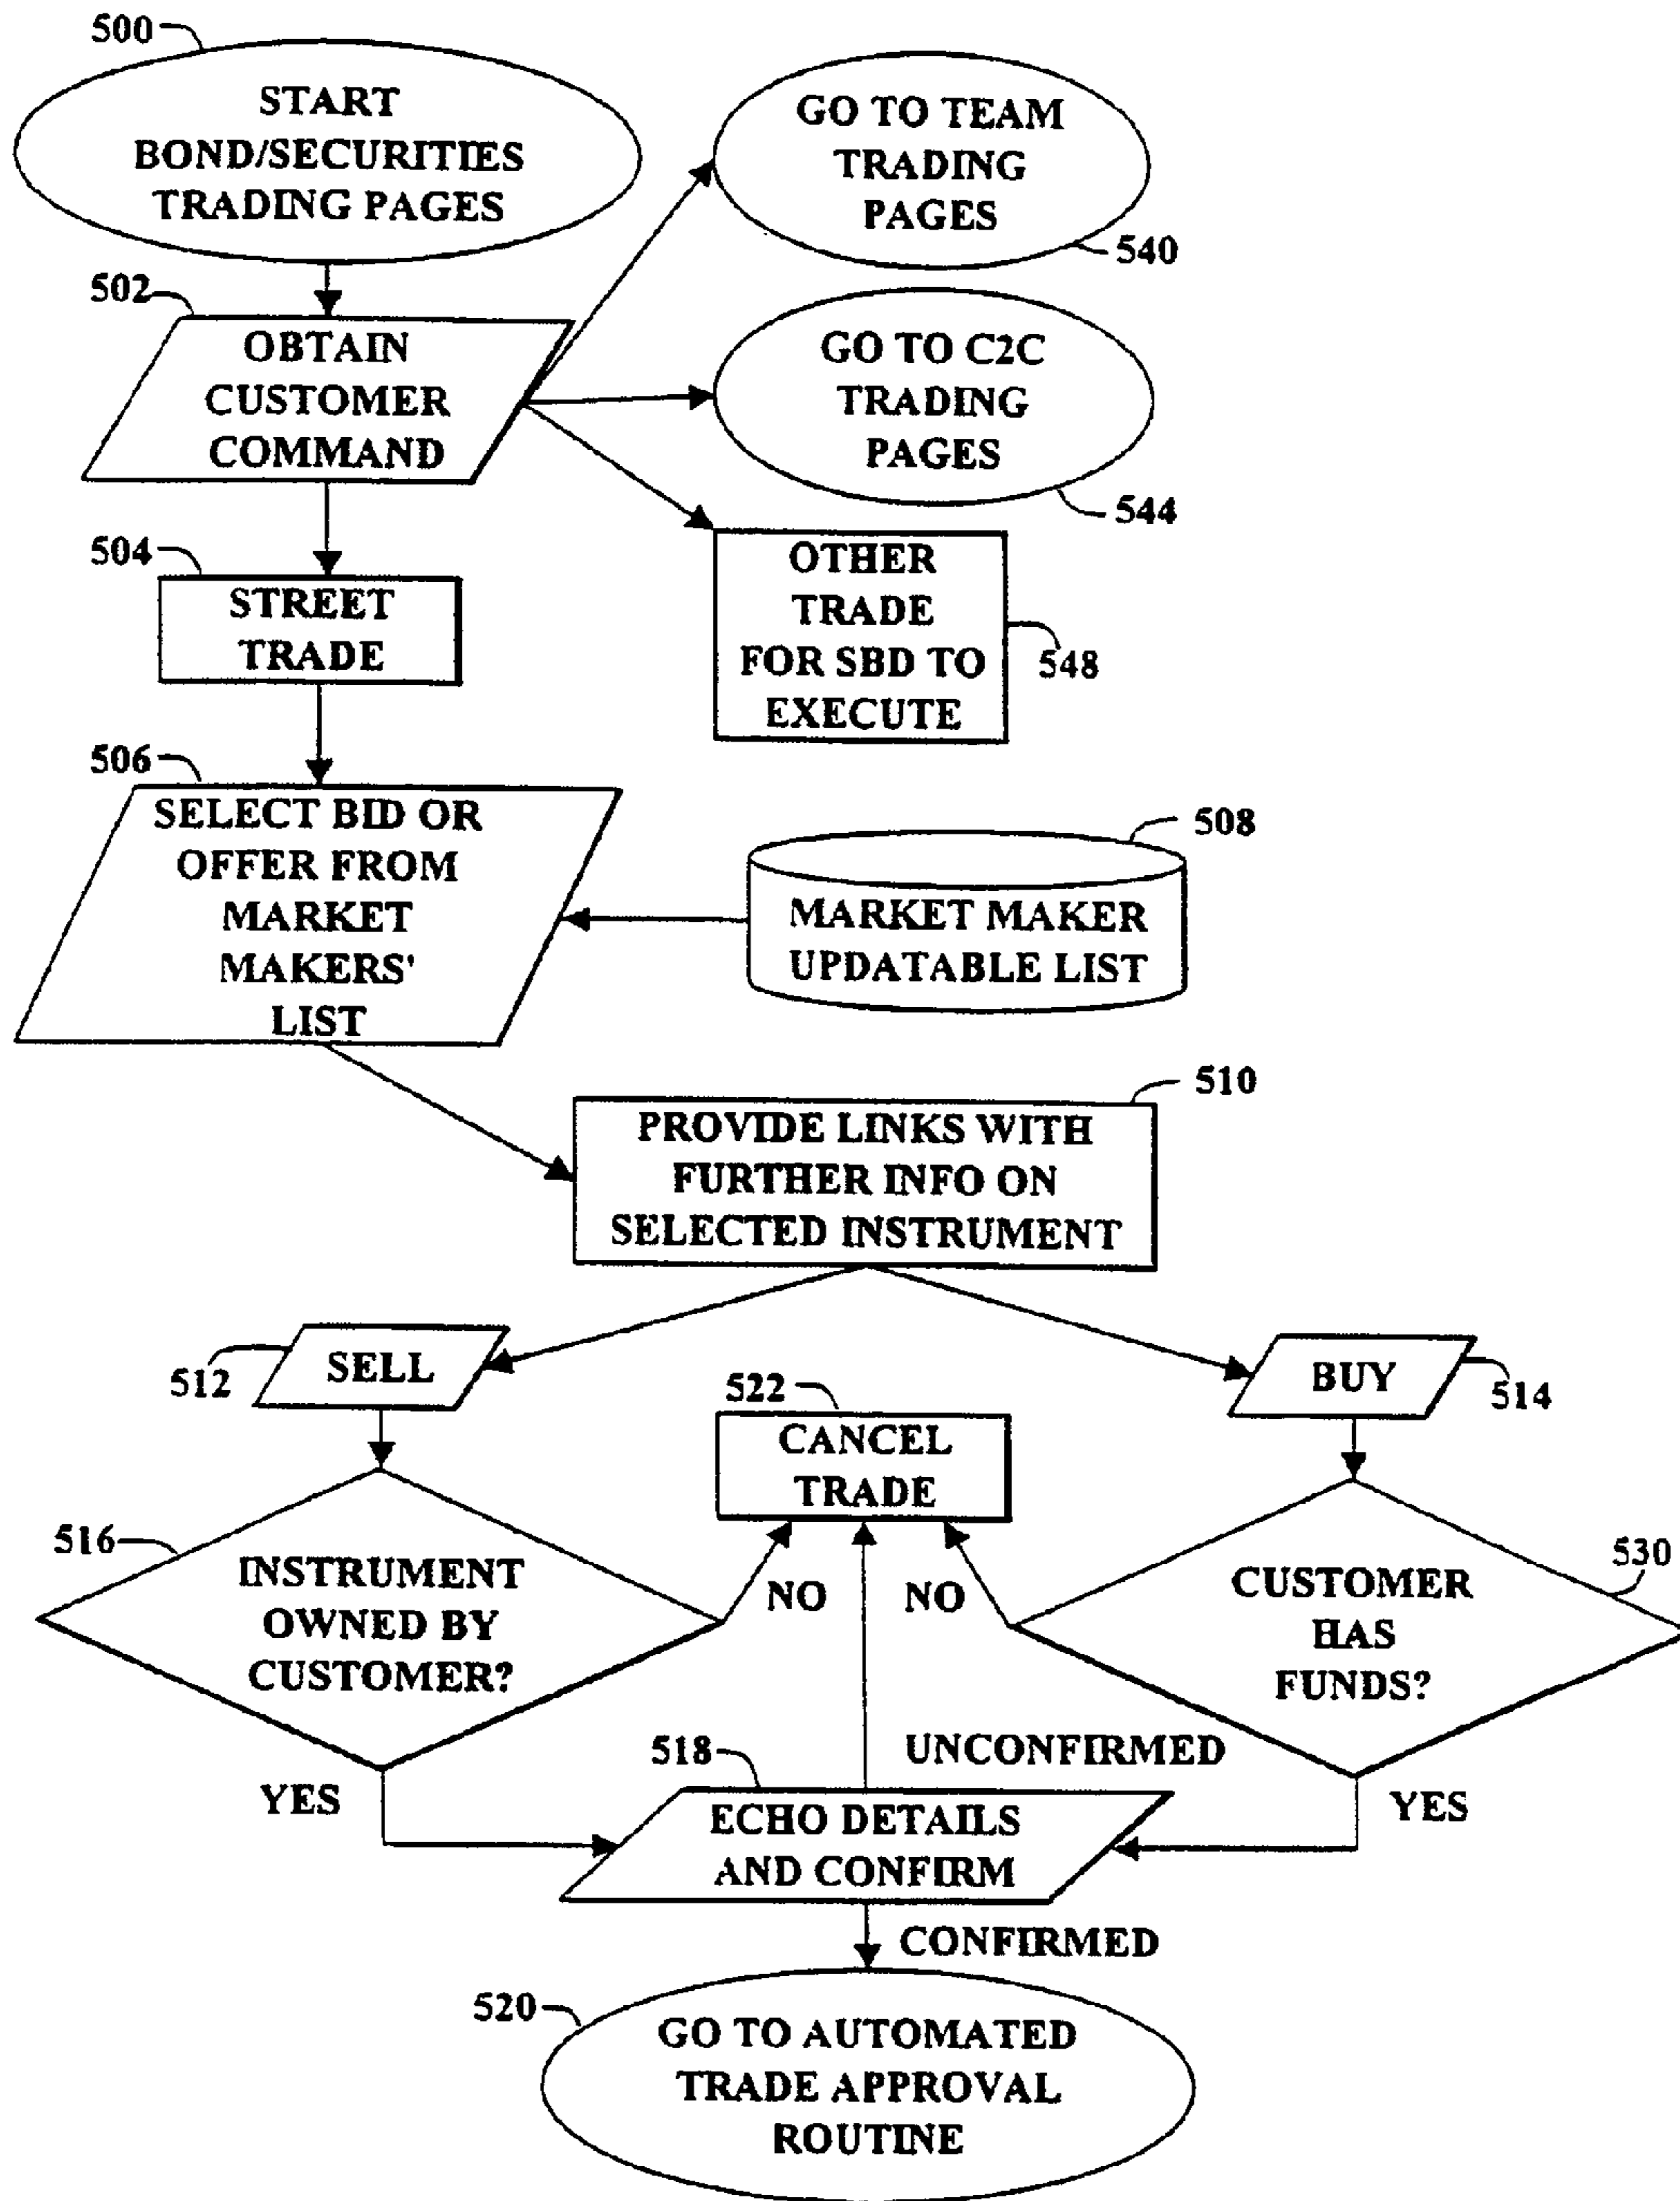 500
START
BOND/SECURITIES
TRADING PAGES
GO TO TEAM
TRADING
PAGES
540
502
OBTAIN
CUSTOMER
COMMAND
GO TO C2C
TRADING
PAGES
544
504
STREET
TRADE
OTHER
TRADE
FOR SBD TO
EXECUTE
548
506
SELECT BID OR
OFFER FROM
MARKET
MAKERS'
LIST
508
MARKET MAKER
UPDATABLE LIST
510
PROVIDE LINKS WITH
FURTHER INFO ON
SELECTED INSTRUMENT
512
SELL
522
CANCEL
TRADE
BUY
514
516
INSTRUMENT
OWNED BY
CUSTOMER?
NO
NO
530
CUSTOMER
HAS
FUNDS?
YES
518
UNCONFIRMED
YES
ECHO DETAILS
AND CONFIRM
CONFIRMED
520
GO TO AUTOMATED
TRADE APPROVAL
ROUTINE